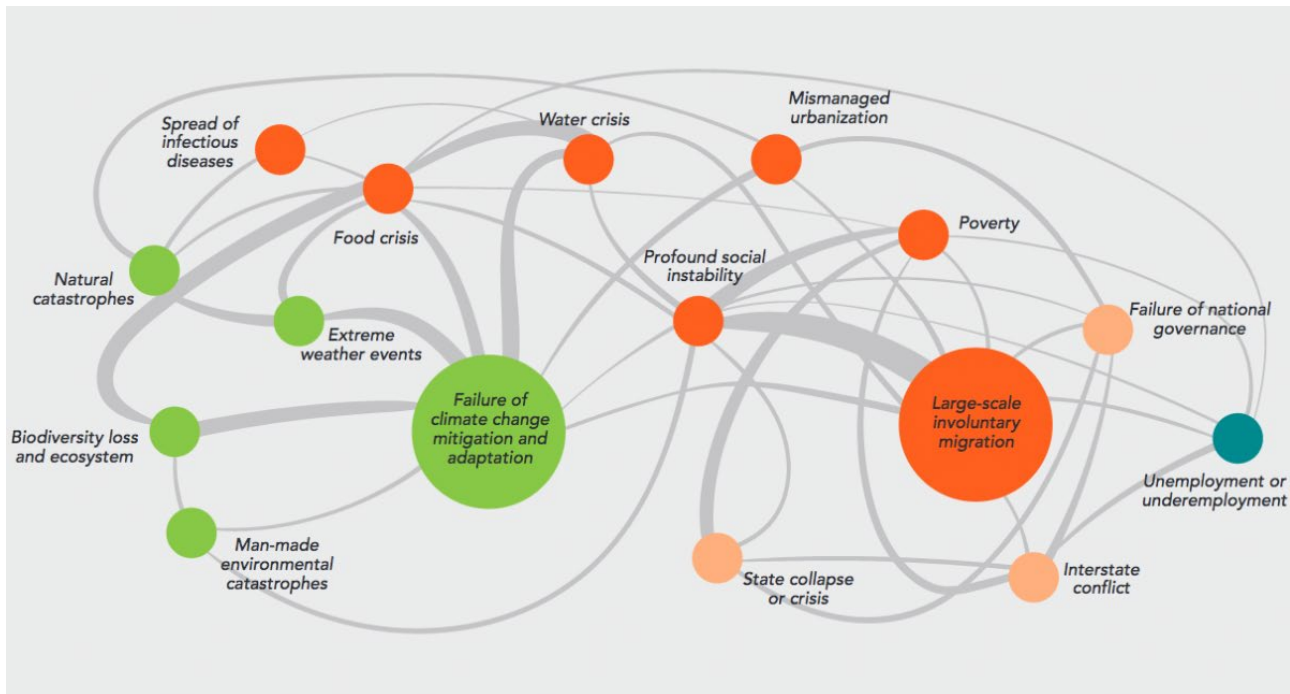 Spread of
infectious
diseases
Water crisis
Mismanaged
urbanization
Food crisis
Poverty
Natural
catastrophes
Profound social
instability
Failure of national
governance
Extreme
weather events
Failure of
climate change
mitigation and
adaptation
Large-scale
involuntary
migration
Biodiversity loss
and ecosystem
Unemployment or
underemployment
Man-made
environmental
catastrophes
State collapse
or crisis
Interstate
conflict